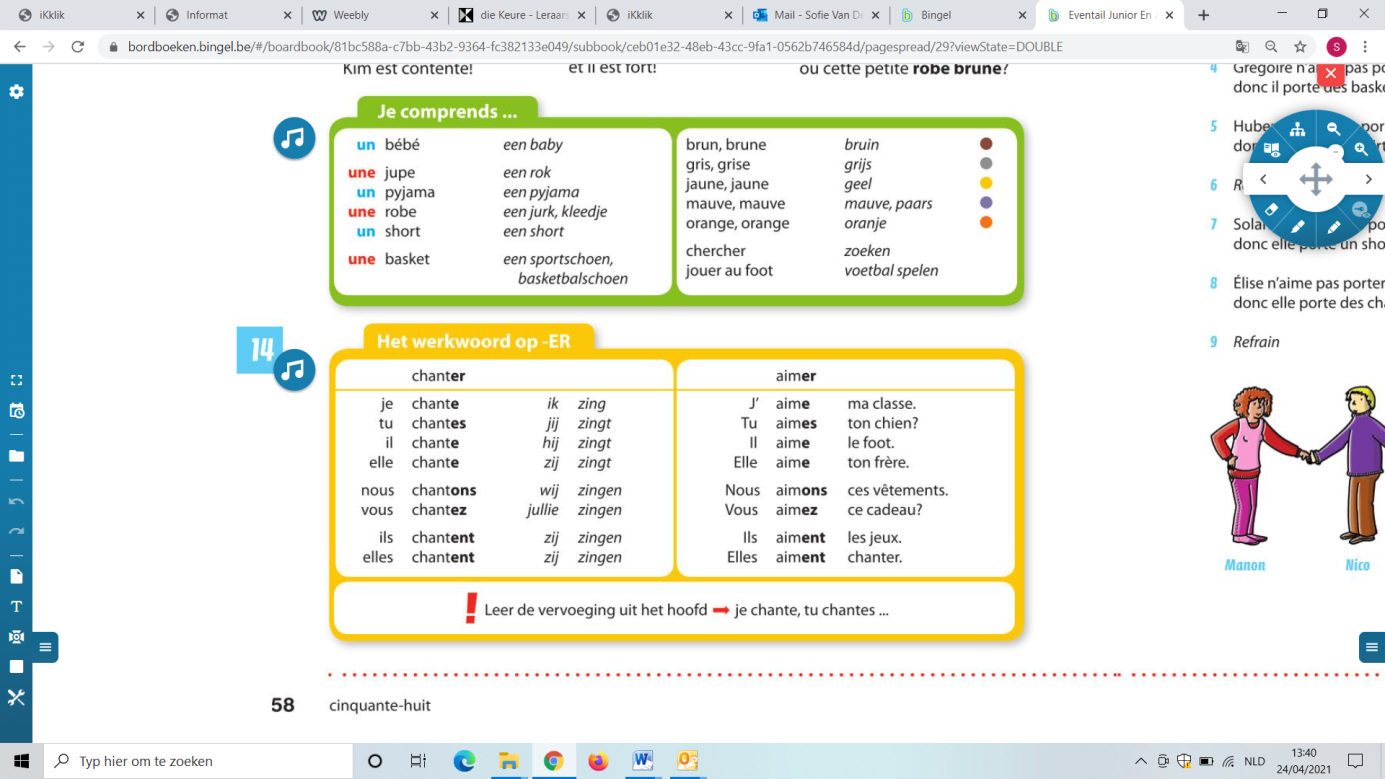 iKklik
Informat
Weebly
die Keure - Leraars
iKklik
Mail - Sofie Van De
Bingel
Eventail Junior En
bordboeken.bingel.be/#/boardbook/81bc588a-c7bb-43b2-9364-fc382133e049/subbook/ceb01e32-48eb-43cc-9fa1-0562b746584d/pagespread/29?viewState=DOUBLE
S
Kim est contente!
et il est fort!
ou cette petite robe brune?
Je comprends ...
un bébé een baby
une jupe een rok
un pyjama een pyjama
une robe een jurk, kleedje
un short een short
une basket een sportschoen,
basketbalschoen
brun, brune bruin
gris, grise grijs
jaune, jaune geel
mauve, mauve mauve, paars
orange, orange oranje
chercher zoeken
jouer au foot voetbal spelen
14
Het werkwoord op -ER
chanter
je chante ik zing
tu chantes jij zingt
il chante hij zingt
elle chante zij zingt
nous chantons wij zingen
vous chantez jullie zingen
ils chantent zij zingen
elles chantent zij zingen
aimer
J' aime ma classe.
Tu aimes ton chien?
Il aime le foot.
Elle aime ton frère.
Nous aimons ces vêtements.
Vous aimez ce cadeau?
Ils aiment les jeux.
Elles aiment chanter.
! Leer de vervoeging uit het hoofd ➡ je chante, tu chantes ...
58 cinquante-huit
4 Grégoire n'a pas
donc il porte des
5
6
7
donc elle porte un
8 Élise n'aime pas porter
donc elle porte des
9 Refrain
Manon
Nico
T
Typ hier om te zoeken
NLD
13:40
24/04/2021